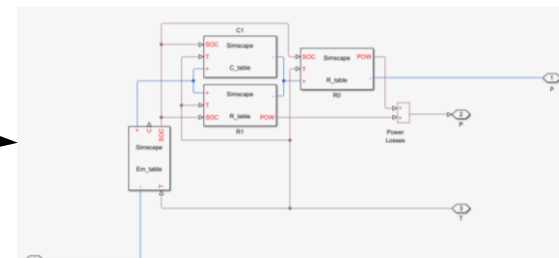 C1
SOC Simscape
T
+ -
C_table
SOC Simscape POW
T
+ -
R_table
R0
+ Simscape -
T
R_table
SOC POW
R1
+ C SOC
Simscape
Em_table
- T
+
+
Power
Losses
1
P
2
P
3
T